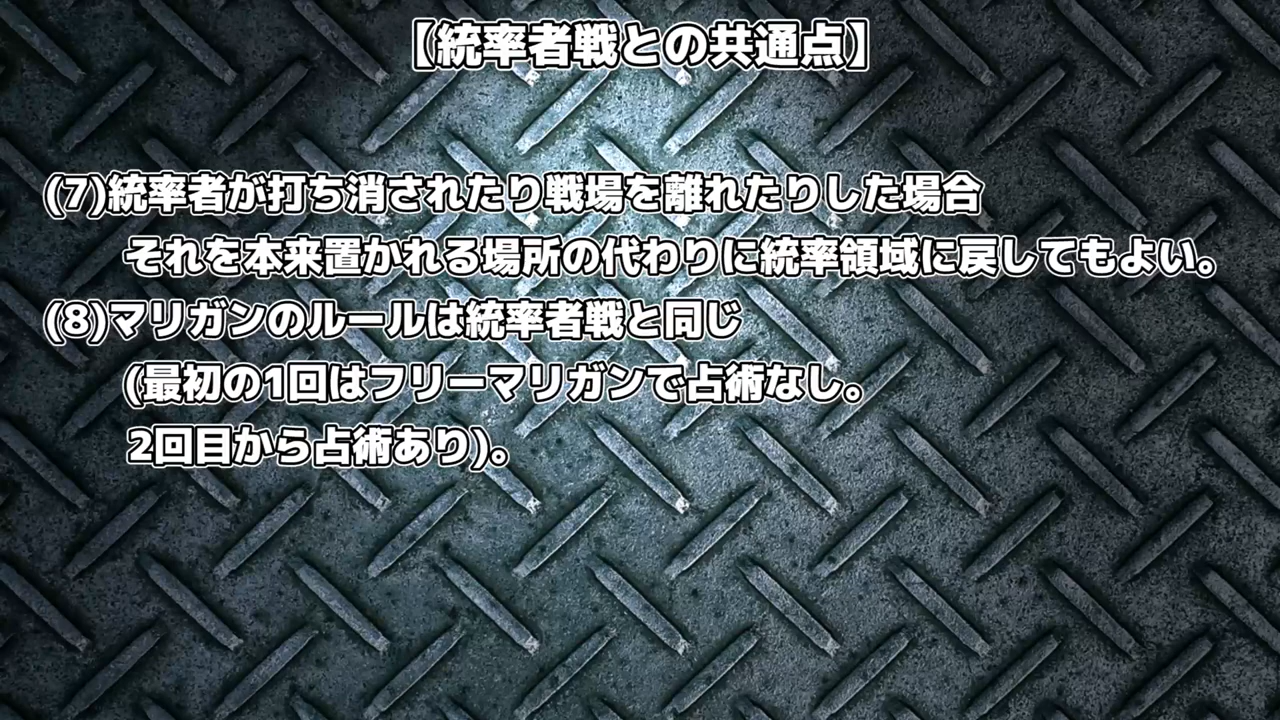 【統率者戦との共通点】
(7)統率者が打ち消されたり戦場を離れたりした場合
それを本来置かれる場所の代わりに統率領域に戻してもよい。
(8)マリガンのルールは統率者戦と同じ
(最初の1回はフリーマリガンで占術なし。
2回目から占術あり)。